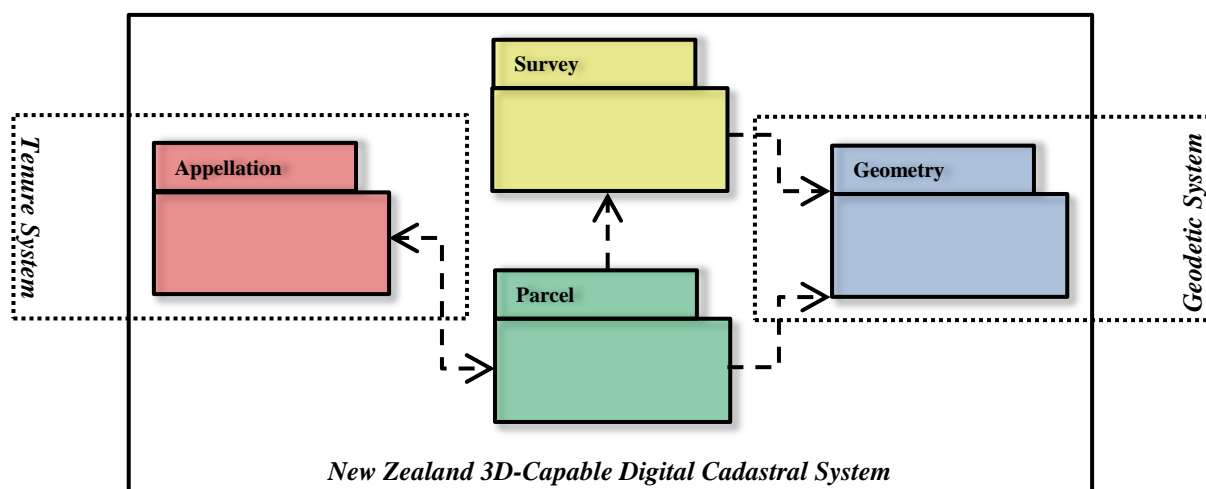 Survey
Tenure System
Appellation
Geometry
Geodetic System
Parcel
New Zealand 3D-Capable Digital Cadastral System